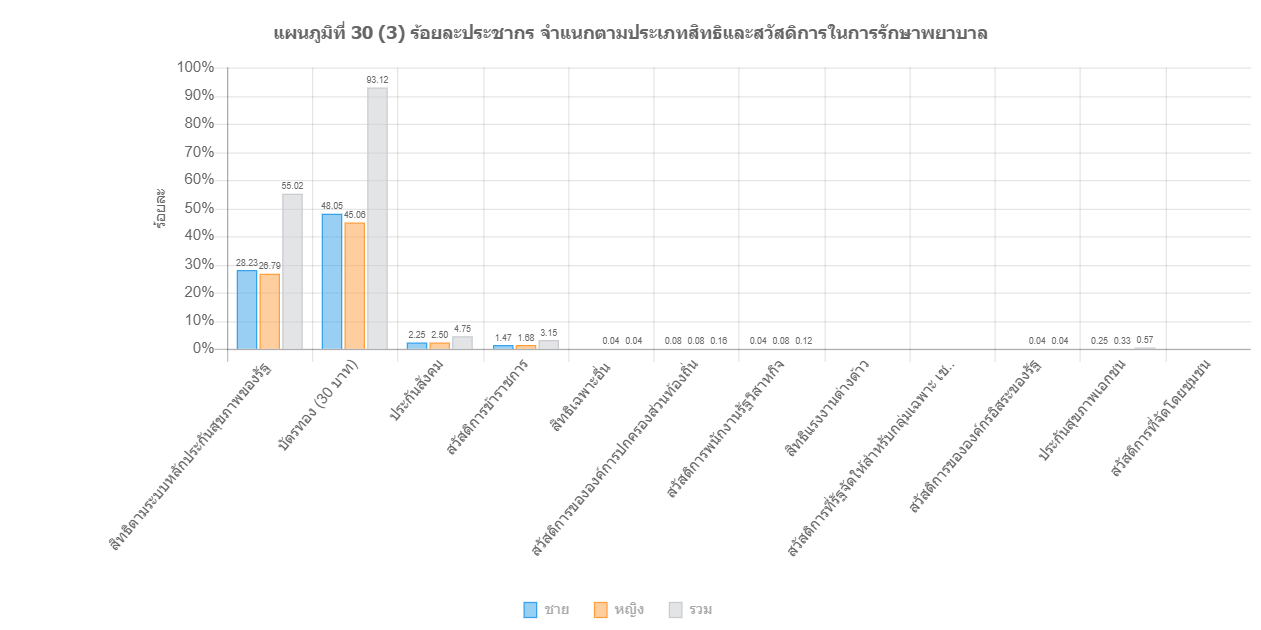 แผนภูมิที่ 30 (3) ร้อยละประชากร จำแนกตามประเภทสิทธิและสวัสดิการในการรักษาพยาบาล
ร้อยละ
100%
90%
80%
70%
60%
50%
40%
30%
20%
10%
0%
28.23 26.79 55.02
48.05 45.06 93.12
2.25 2.50 4.75
1.47 1.68 3.15
0.04 0.04
0.08 0.08 0.16
0.04 0.08 0.12
0.04 0.04
0.25 0.33 0.57
สิทธิตามระบบหลักประกันสุขภาพของรัฐ
บัตรทอง (30 บาท)
ประกันสังคม
สวัสดิการข้าราชการ
สิทธิเฉพาะอื่น
สวัสดิการขององค์การปกครองส่วนท้องถิ่น
สวัสดิการพนักงานรัฐวิสาหกิจ
สิทธิแรงงานต่างด้าว
สวัสดิการที่รัฐจัดให้สำหรับกลุ่มเฉพาะ เช..
สวัสดิการขององค์กรอิสระของรัฐ
ประกันสุขภาพเอกชน
สวัสดิการที่จัดโดยชุมชน
ชาย หญิง รวม